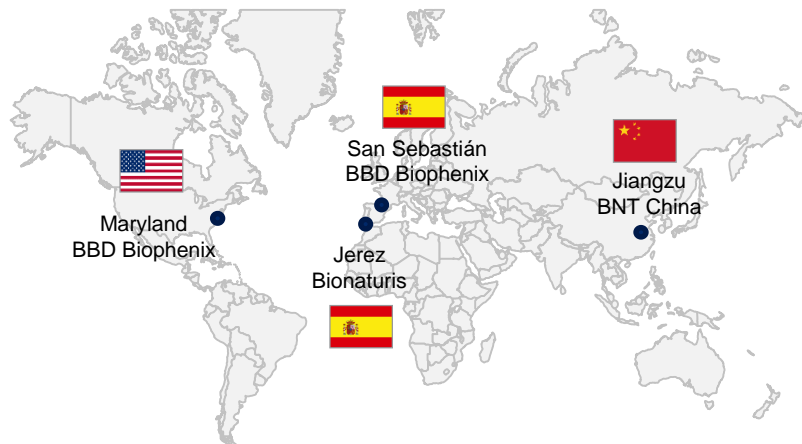 San Sebastián
BBD Biophenix
Jiangzu
BNT China
Maryland
BBD Biophenix
Jerez
Bionaturis